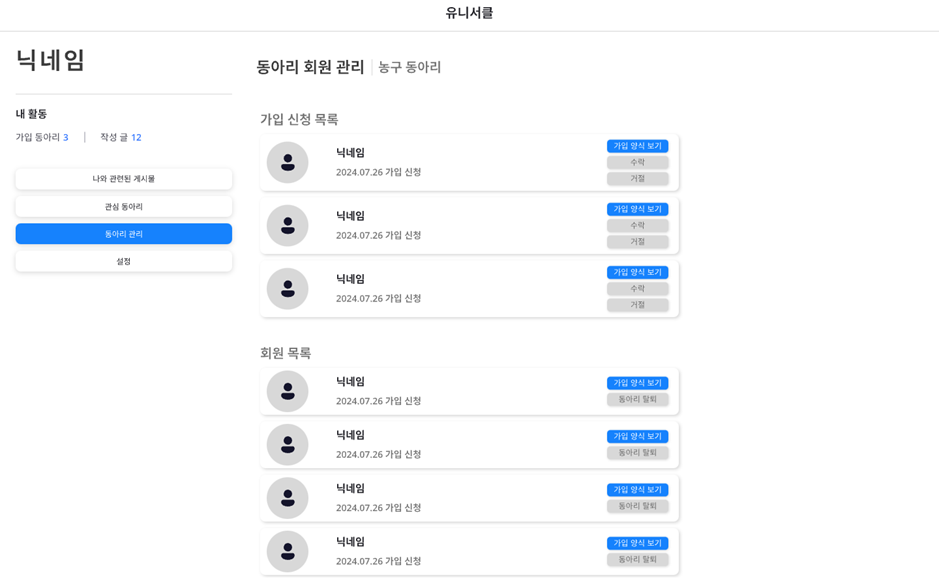 유니서클
닉네임
내 활동
가입 동아리 3 | 작성 글 12
나와 관련된 게시물
관심 동아리
동아리 관리
설정
동아리 회원 관리 | 농구 동아리
가입 신청 목록
닉네임
2024.07.26 가입 신청
가입 양식 보기
수락
거절
닉네임
2024.07.26 가입 신청
가입 양식 보기
수락
거절
닉네임
2024.07.26 가입 신청
가입 양식 보기
수락
거절
회원 목록
닉네임
2024.07.26 가입 신청
가입 양식 보기
동아리 탈퇴
닉네임
2024.07.26 가입 신청
가입 양식 보기
동아리 탈퇴
닉네임
2024.07.26 가입 신청
가입 양식 보기
동아리 탈퇴
닉네임
2024.07.26 가입 신청
가입 양식 보기
동아리 탈퇴